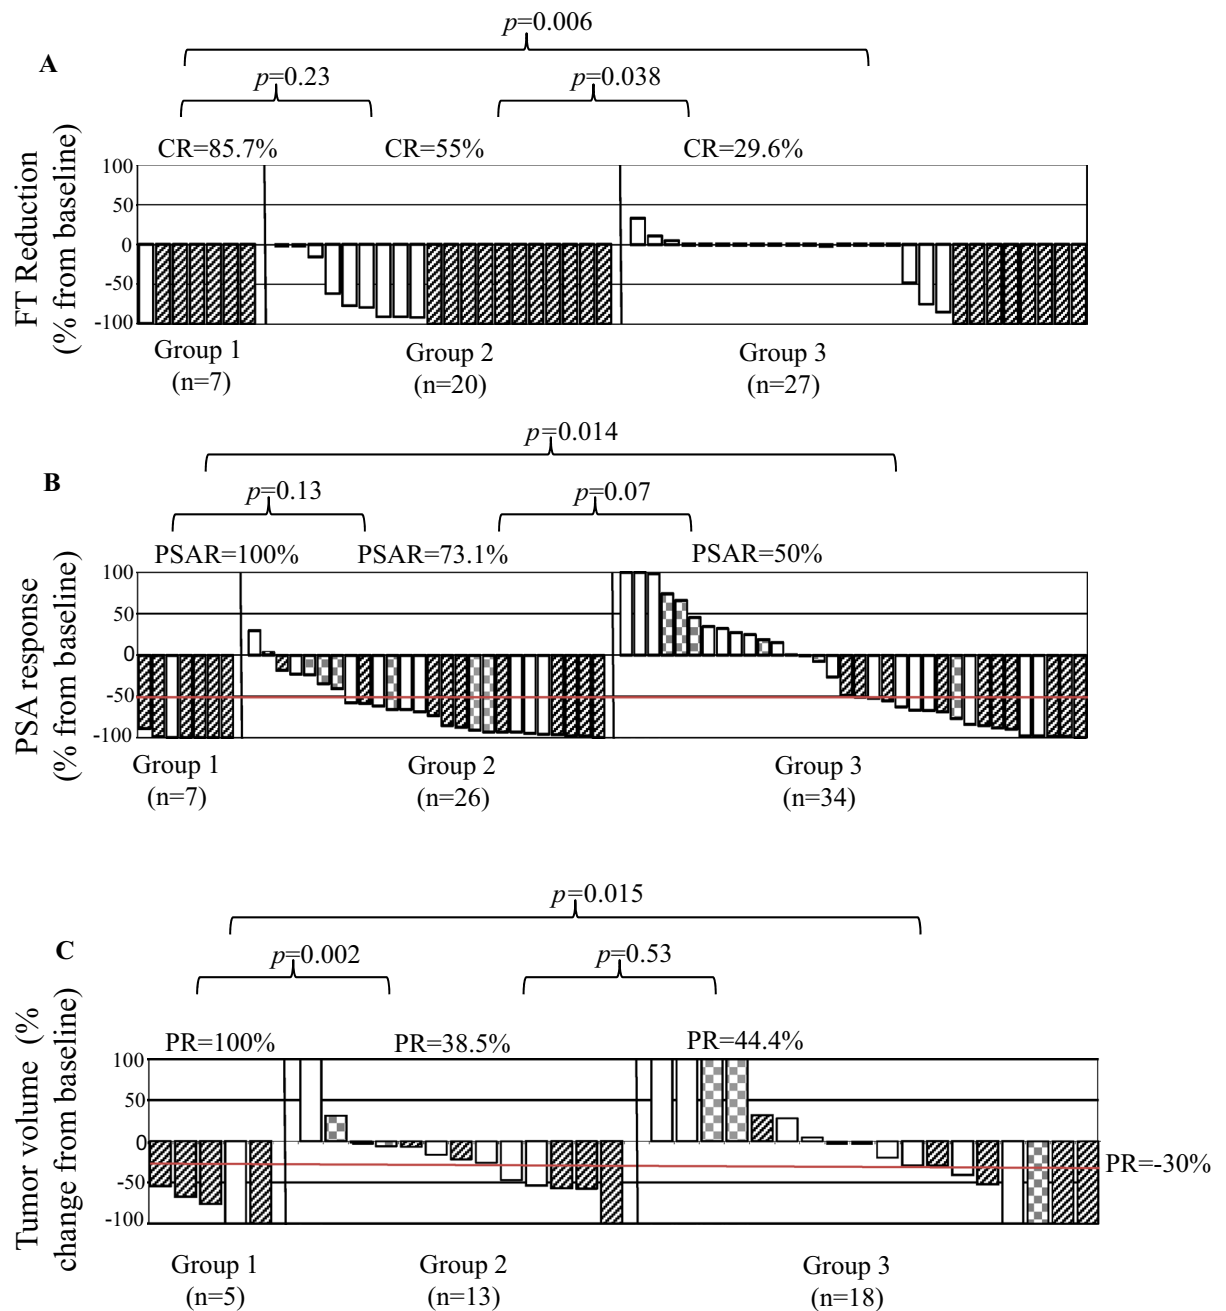 p=0.006
A
p=0.23
p=0.038
CR=85.7%
CR=55%
CR=29.6%
FT Reduction
(% from baseline)
100
50
0
-50
-100
Group 1
(n=7)
Group 2
(n=20)
Group 3
(n=27)
p=0.014
B
p=0.13
p=0.07
PSAR=100%
PSAR=73.1%
PSAR=50%
PSA response
(% from baseline)
100
50
0
-50
-100
Group 1
(n=7)
Group 2
(n=26)
Group 3
(n=34)
p=0.015
C
p=0.002
p=0.53
PR=100%
PR=38.5%
PR=44.4%
Tumor volume (%
change from baseline)
100
50
0
-50
-100
PR=-30%
Group 1
(n=5)
Group 2
(n=13)
Group 3
(n=18)